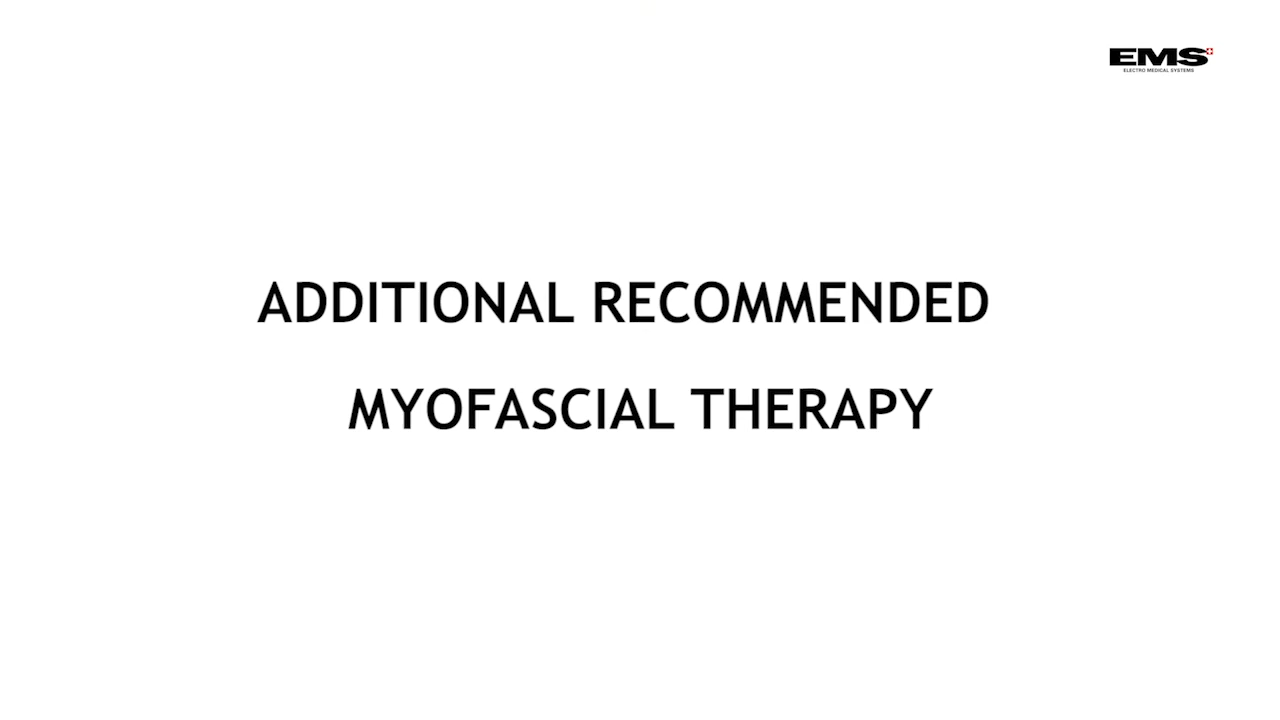 EMS
ELECTRO MEDICAL SYSTEMS
ADDITIONAL RECOMMENDED
MYOFASCIAL THERAPY